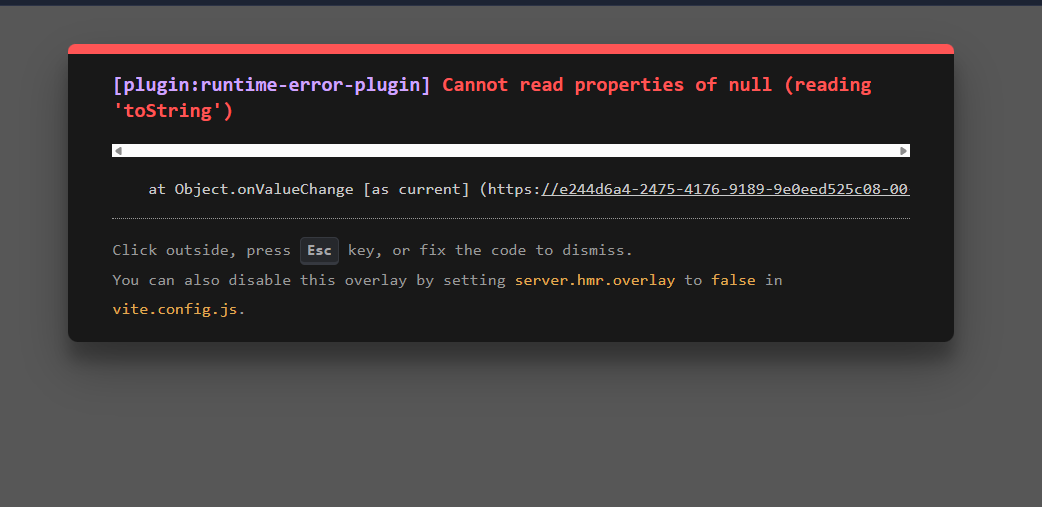 [plugin:runtime-error-plugin] Cannot read properties of null (reading
'toString')
at Object.onValueChange [as current] (https://e244d6a4-2475-4176-9189-9e0eed525c08-00
Click outside, press Esc key, or fix the code to dismiss.
You can also disable this overlay by setting server.hmr.overlay to false in
vite.config.js.